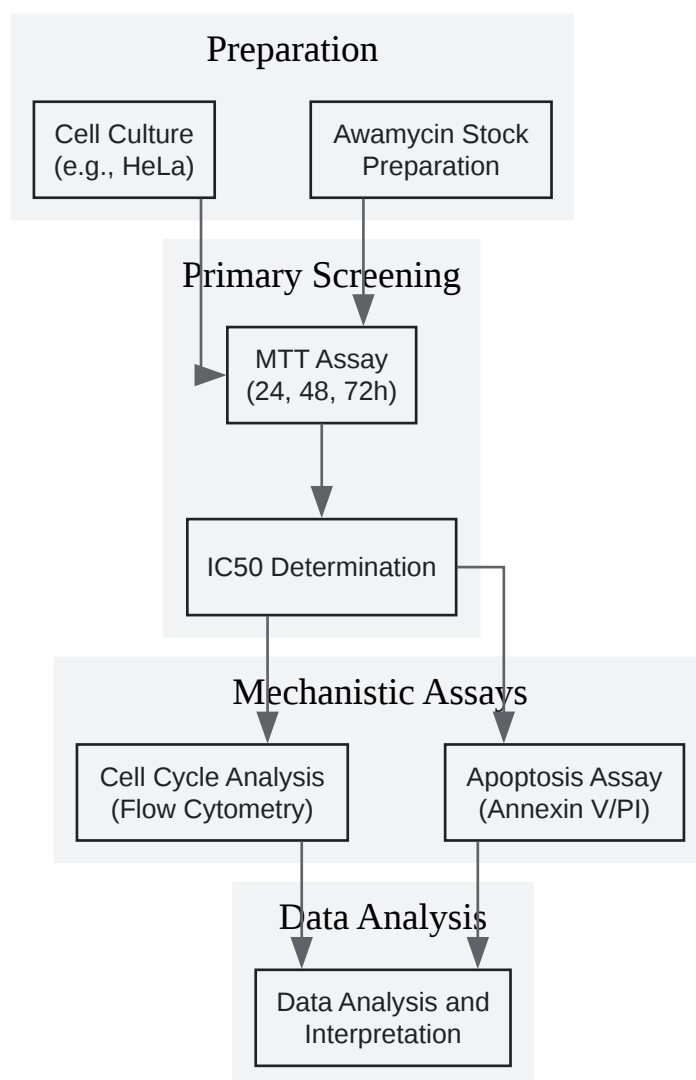 Preparation
Cell Culture
(e.g., HeLa)
Awamycin Stock
Preparation
Primary Screening
MTT Assay
(24, 48, 72h)
IC50 Determination
Mechanistic Assays
Cell Cycle Analysis
(Flow Cytometry)
Apoptosis Assay
(Annexin V/PI)
Data Analysis
Data Analysis and
Interpretation